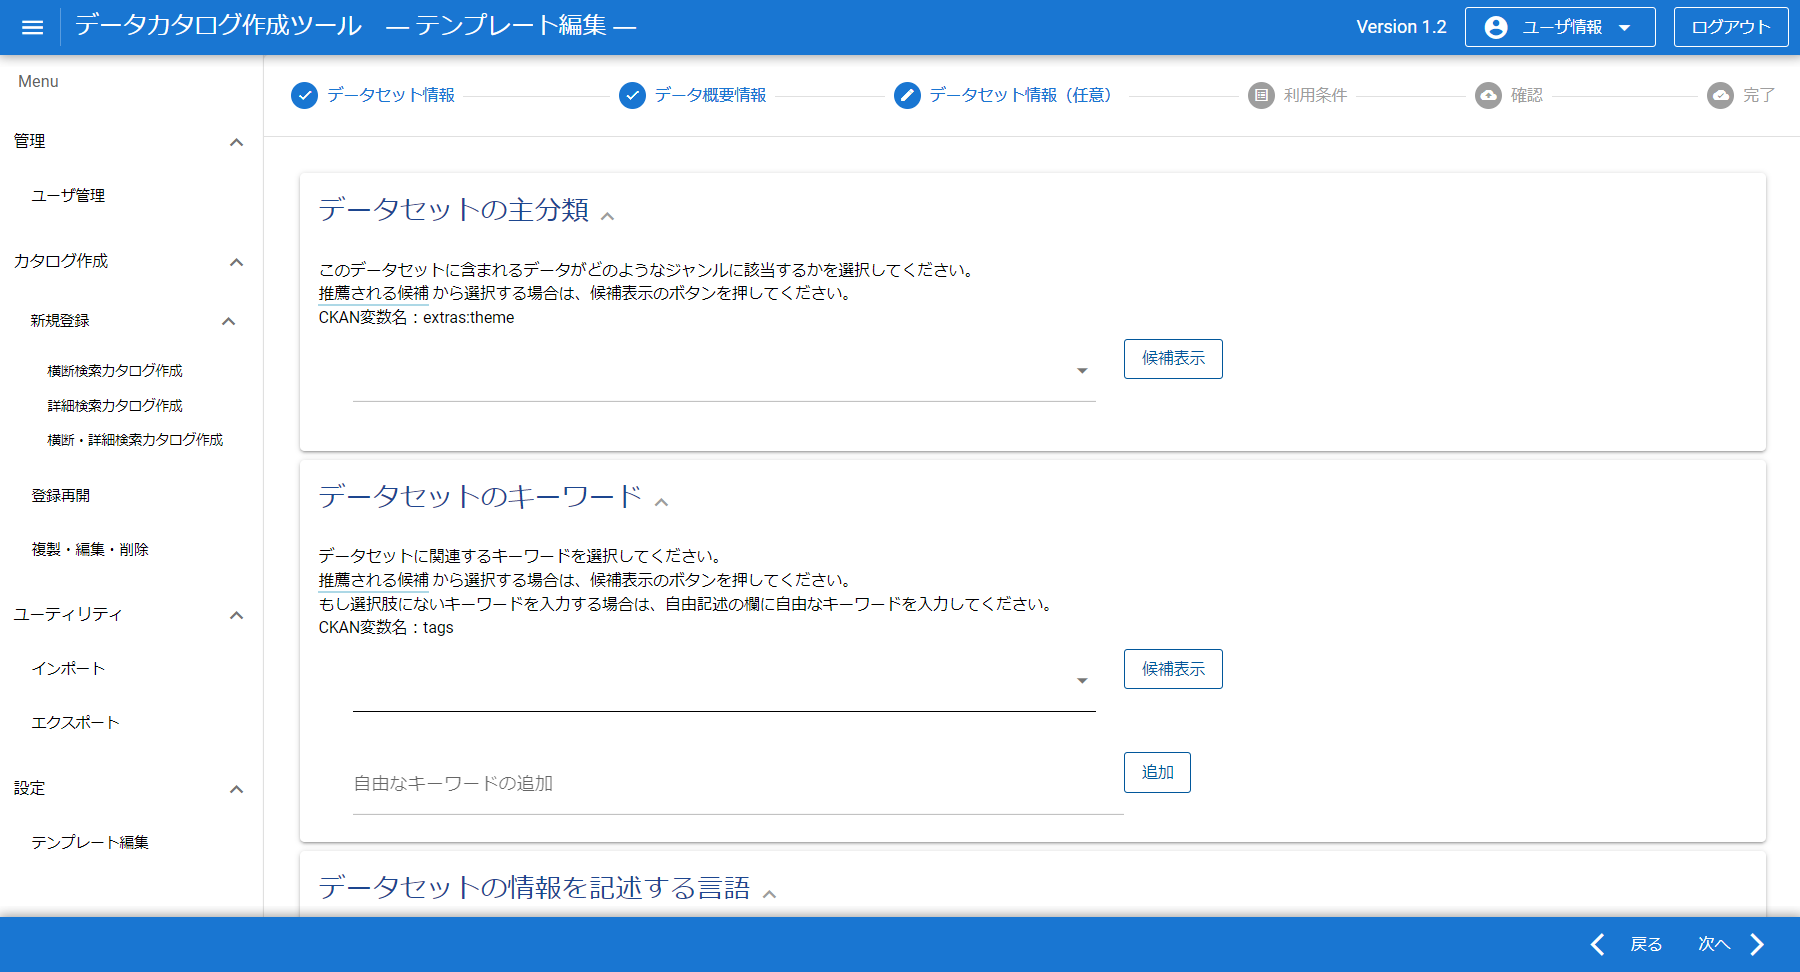 データカタログ作成ツール — テンプレート編集 —
Version 1.2
ユーザ情報
ログアウト
Menu
管理
ユーザ管理
カタログ作成
新規登録
横断検索カタログ作成
詳細検索カタログ作成
横断・詳細検索カタログ作成
登録再開
複製・編集・削除
ユーティリティ
インポート
エクスポート
設定
テンプレート編集
データセット情報
データ概要情報
データセット情報（任意）
利用条件
確認
完了
データセットの主分類
このデータセットに含まれるデータがどのようなジャンルに該当するかを選択してください。
推薦される候補 から選択する場合は、候補表示のボタンを押してください。
CKAN変数名：extras:theme
候補表示
データセットのキーワード
データセットに関連するキーワードを選択してください。
推薦される候補 から選択する場合は、候補表示のボタンを押してください。
もし選択肢にないキーワードを入力する場合は、自由記述の欄に自由なキーワードを入力してください。
CKAN変数名：tags
候補表示
自由なキーワードの追加
追加
データセットの情報を記述する言語
戻る
次へ